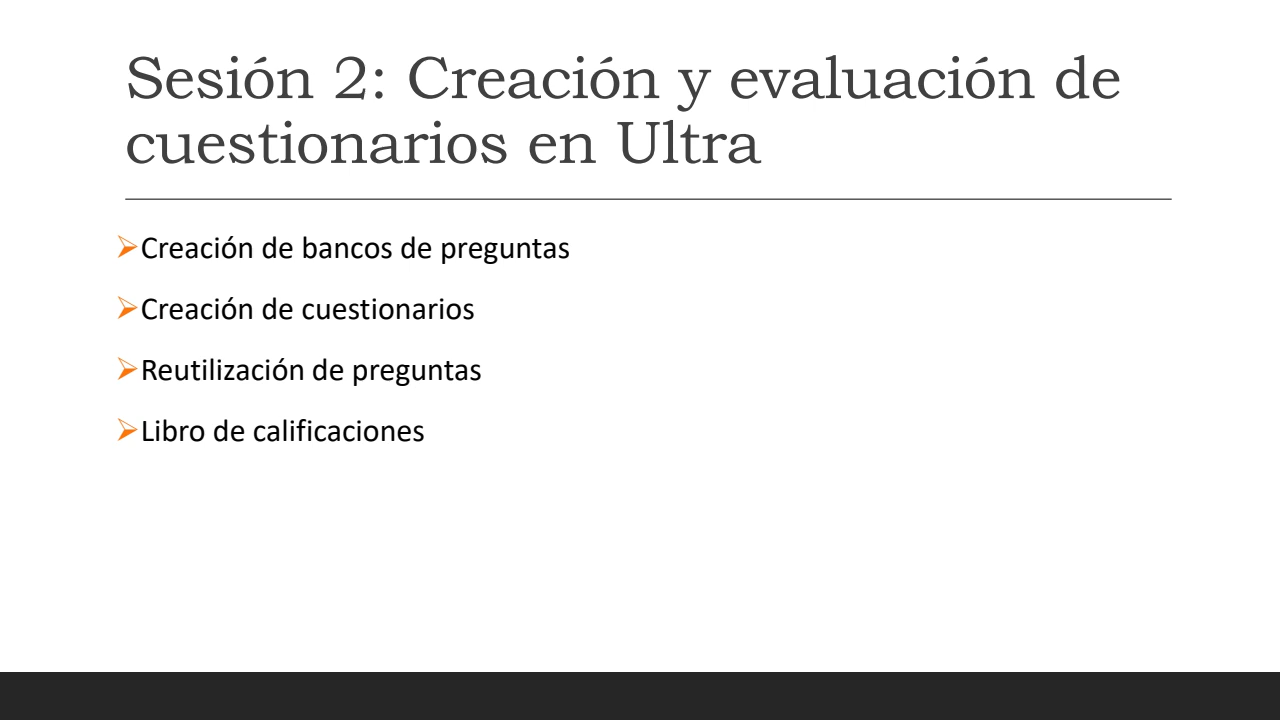 Sesión 2: Creación y evaluación de
cuestionarios en Ultra
Creación de bancos de preguntas
Creación de cuestionarios
Reutilización de preguntas
Libro de calificaciones